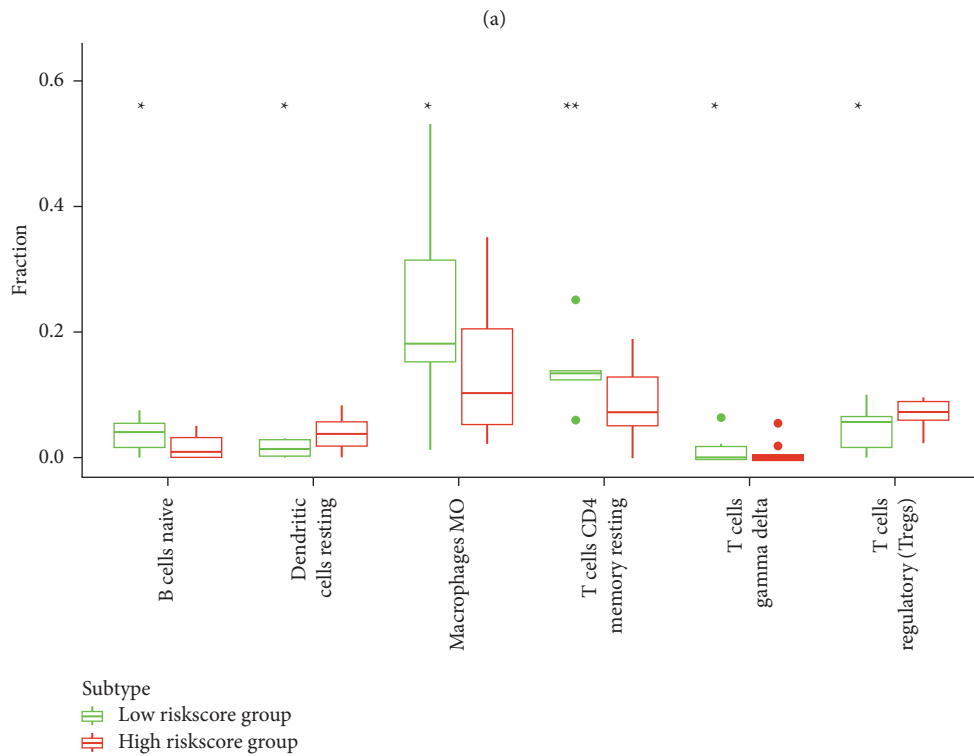 (a)
0.6
0.4
0.2
0.0
Fraction
*
*
*
**
*
*
B cells naive
Dendritic
cells resting
Macrophages MO
T cells CD4
memory resting
T cells
gamma delta
T cells
regulatory (Tregs)
Subtype
Low riskscore group
High riskscore group